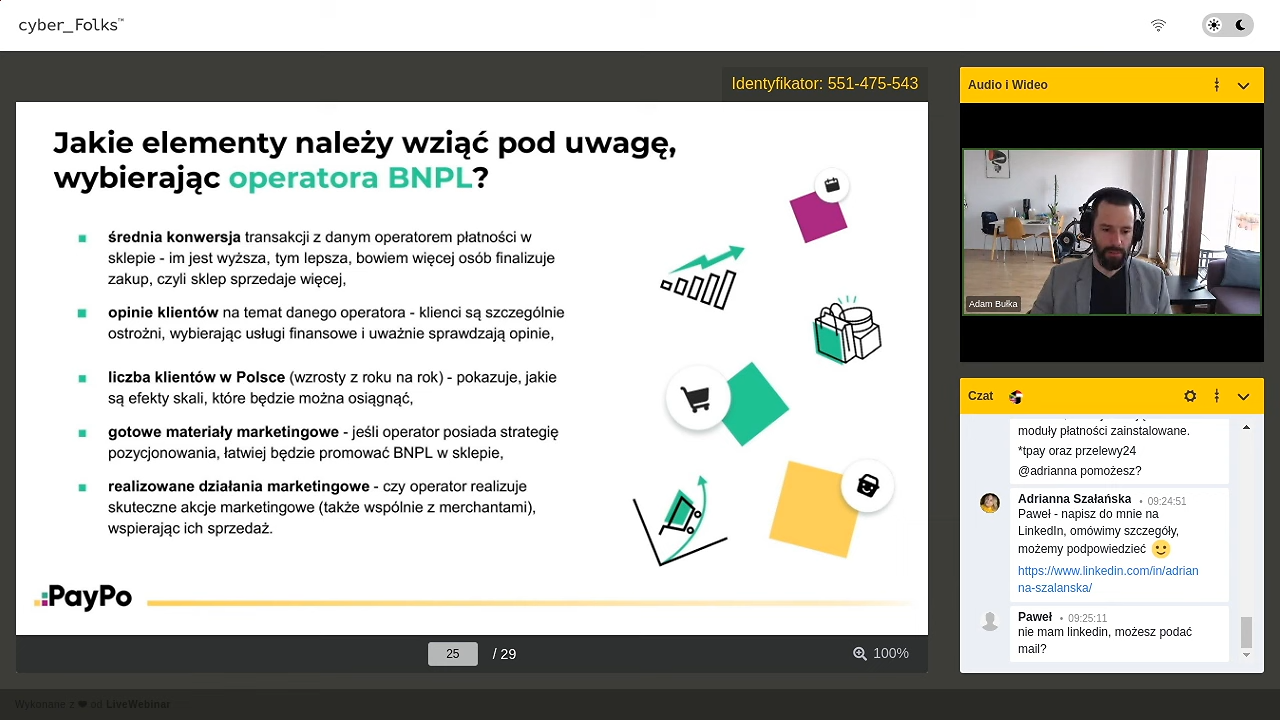 cyber_Folks™
Identyfikator: 551-475-543
Jakie elementy należy wziąć pod uwagę,
wybierając operatora BNPL?
średnia konwersja transakcji z danym operatorem płatności w
sklepie - im jest wyższa, tym lepsza, bowiem więcej osób finalizuje
zakup, czyli sklep sprzedaje więcej,
opinie klientów na temat danego operatora - klienci są szczególnie
ostrożni, wybierając usługi finansowe i uważnie sprawdzają opinie,
liczba klientów w Polsce (wzrosty z roku na rok) - pokazuje, jakie
są efekty skali, które będzie można osiągnąć,
gotowe materiały marketingowe - jeśli operator posiada strategię
pozycjonowania, łatwiej będzie promować BNPL w sklepie,
realizowane działania marketingowe - czy operator realizuje
skuteczne akcje marketingowe (także wspólnie z merchantami),
wspierając ich sprzedaż.
PayPo
25 / 29
100%
Audio i Wideo
Adam Bułka
Czat
moduły płatności zainstalowane.
*tpay oraz przelewy24
@adrianna pomożesz?
Adrianna Szałańska • 09:24:51
Paweł - napisz do mnie na
LinkedIn, omówimy szczegóły,
możemy podpowiedzieć
https://www.linkedin.com/in/adrian
na-szalanska/
Paweł • 09:25:11
nie mam linkedin, możesz podać
mail?
Wykonane z ❤ od LiveWebinar